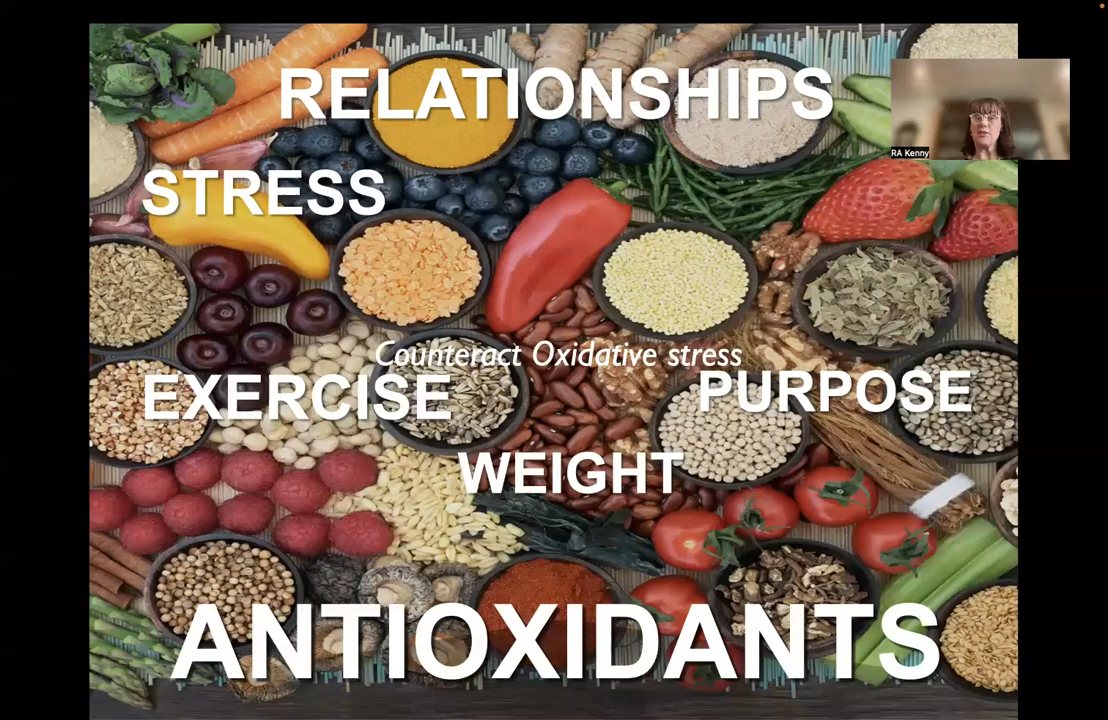 RELATIONSHIPS
RA Kenny
STRESS
Counteract Oxidative stress
EXERCISE
PURPOSE
WEIGHT
ANTIOXIDANTS